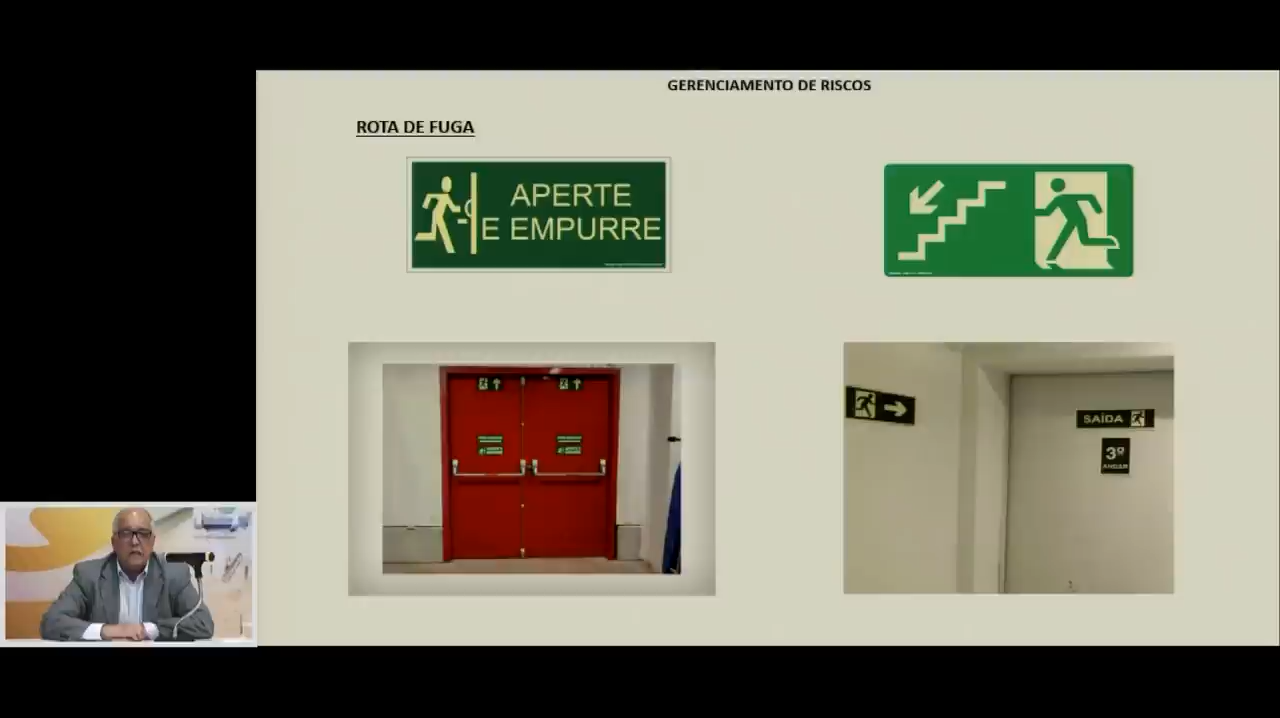 GERENCIAMENTO DE RISCOS
ROTA DE FUGA
APERTE
E EMPURRE
SAÍDA
3º
ANDAR